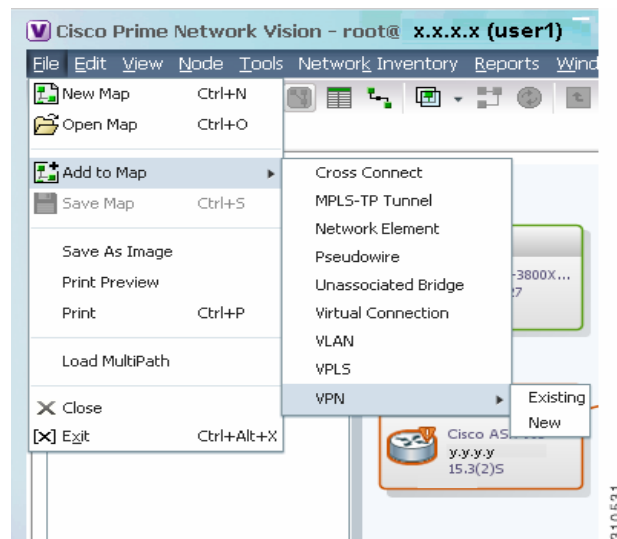 Cisco Prime Network Vision - root@ x.x.x.x (user1)
File Edit View Node Tools Network Inventory Reports Wind
New Map Ctrl+N
Open Map Ctrl+O
Add to Map
Save Map Ctrl+S
Save As Image
Print Preview
Print Ctrl+P
Load MultiPath
Close
Exit Ctrl+Alt+X
Cross Connect
MPLS-TP Tunnel
Network Element
Pseudowire
Unassociated Bridge
Virtual Connection
VLAN
VPLS
VPN
Existing
New
-3800X...
Cisco AS
y.y.y.y
15.3(2)S
310531